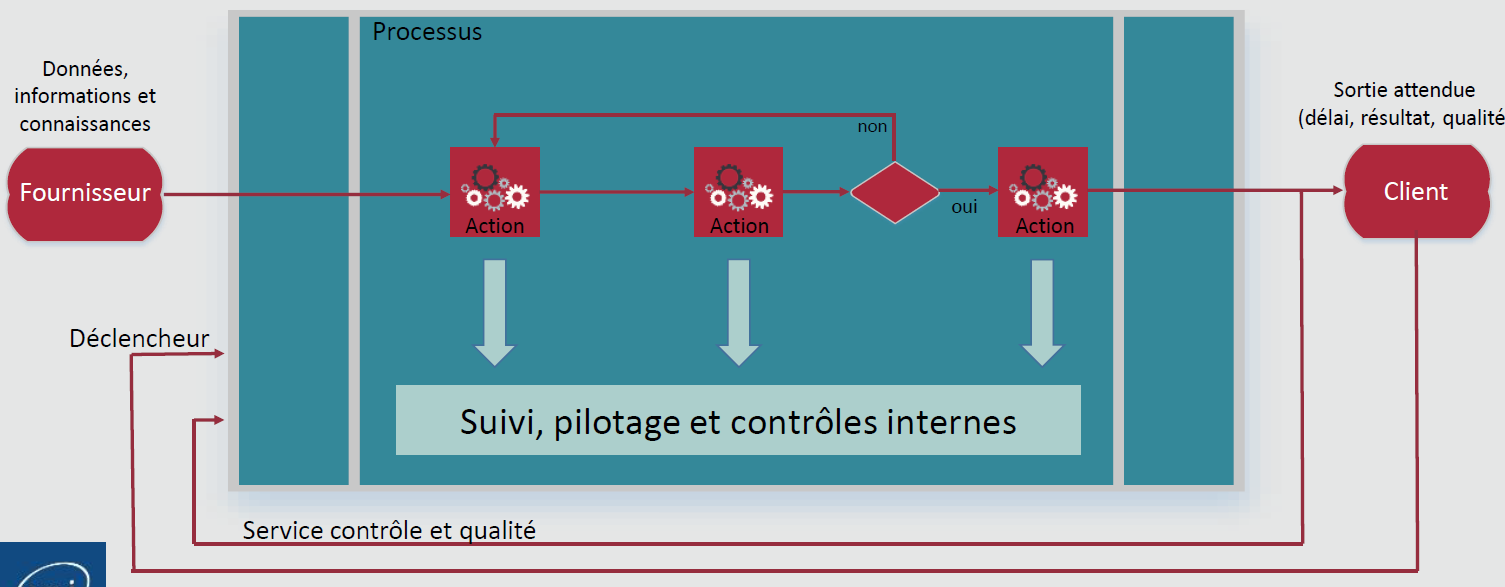 Processus
Données,
informations et
connaissances
Fournisseur
non
Action
Action
oui
Action
Sortie attendue
(délai, résultat, qualité
Client
Déclencheur
Suivi, pilotage et contrôles internes
Service contrôle et qualité